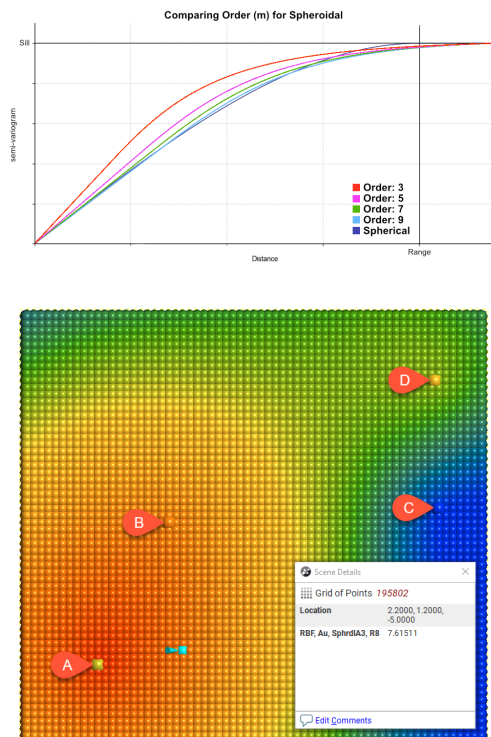 Comparing Order (m) for Spheroidal
Sill
semi-variogram
Order: 3
Order: 5
Order: 7
Order: 9
Spherical
Range
Distance
D
C
B
A
Scene Details
Grid of Points 195802
Location 2.2000, 1.2000,
-5.0000
RBF, Au, SphrdlA3, R8 7.61511
Edit Comments